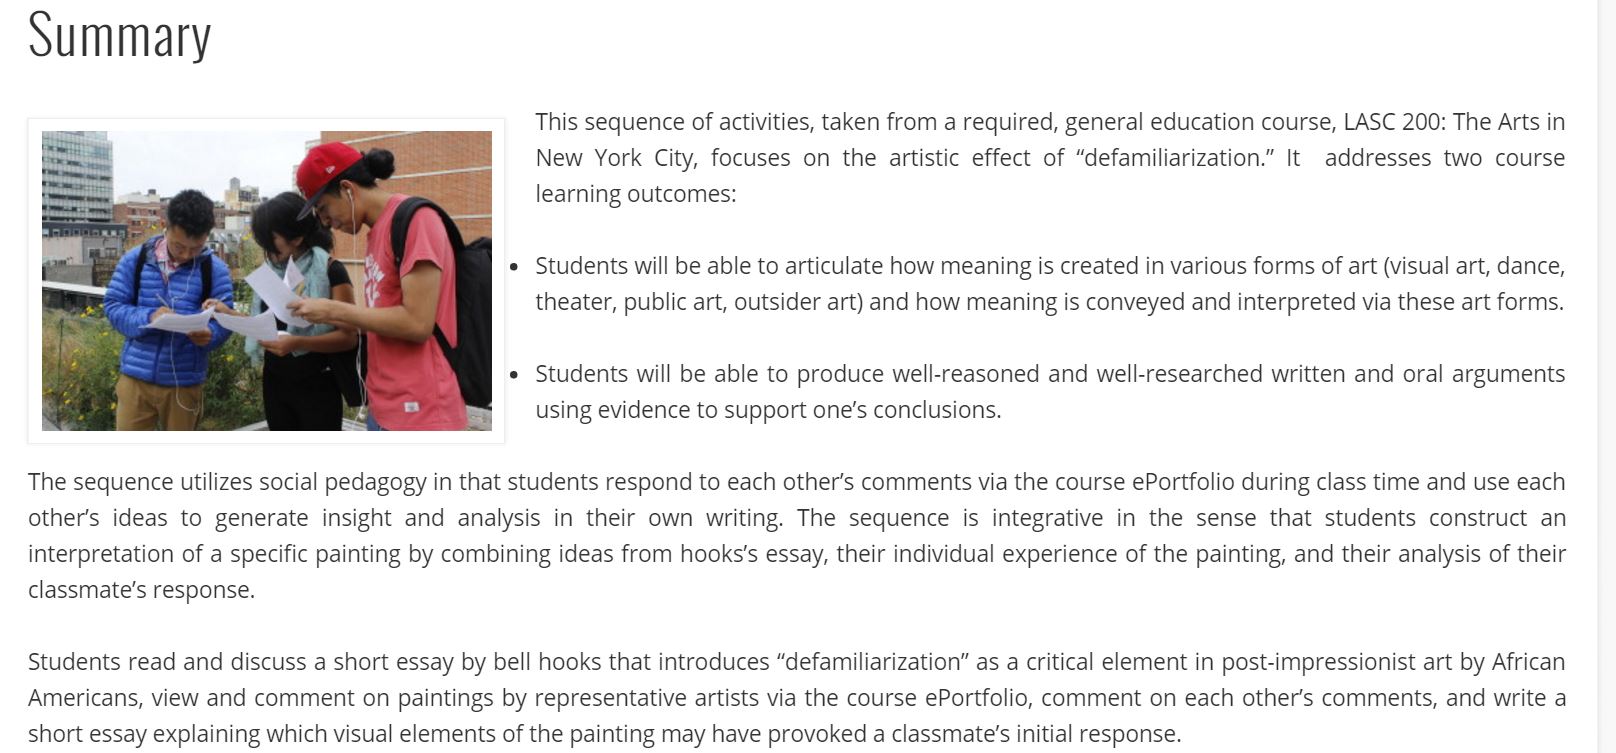 Summary
This sequence of activities, taken from a required, general education course, LASC 200: The Arts in
New York City, focuses on the artistic effect of “defamiliarization.” It  addresses two course
learning outcomes:
• Students will be able to articulate how meaning is created in various forms of art (visual art, dance,
theater, public art, outsider art) and how meaning is conveyed and interpreted via these art forms.
• Students will be able to produce well-reasoned and well-researched written and oral arguments
using evidence to support one’s conclusions.
The sequence utilizes social pedagogy in that students respond to each other’s comments via the course ePortfolio during class time and use each
other’s ideas to generate insight and analysis in their own writing. The sequence is integrative in the sense that students construct an
interpretation of a specific painting by combining ideas from hooks’s essay, their individual experience of the painting, and their analysis of their
classmate’s response.
Students read and discuss a short essay by bell hooks that introduces “defamiliarization” as a critical element in post-impressionist art by African
Americans, view and comment on paintings by representative artists via the course ePortfolio, comment on each other’s comments, and write a
short essay explaining which visual elements of the painting may have provoked a classmate’s initial response.